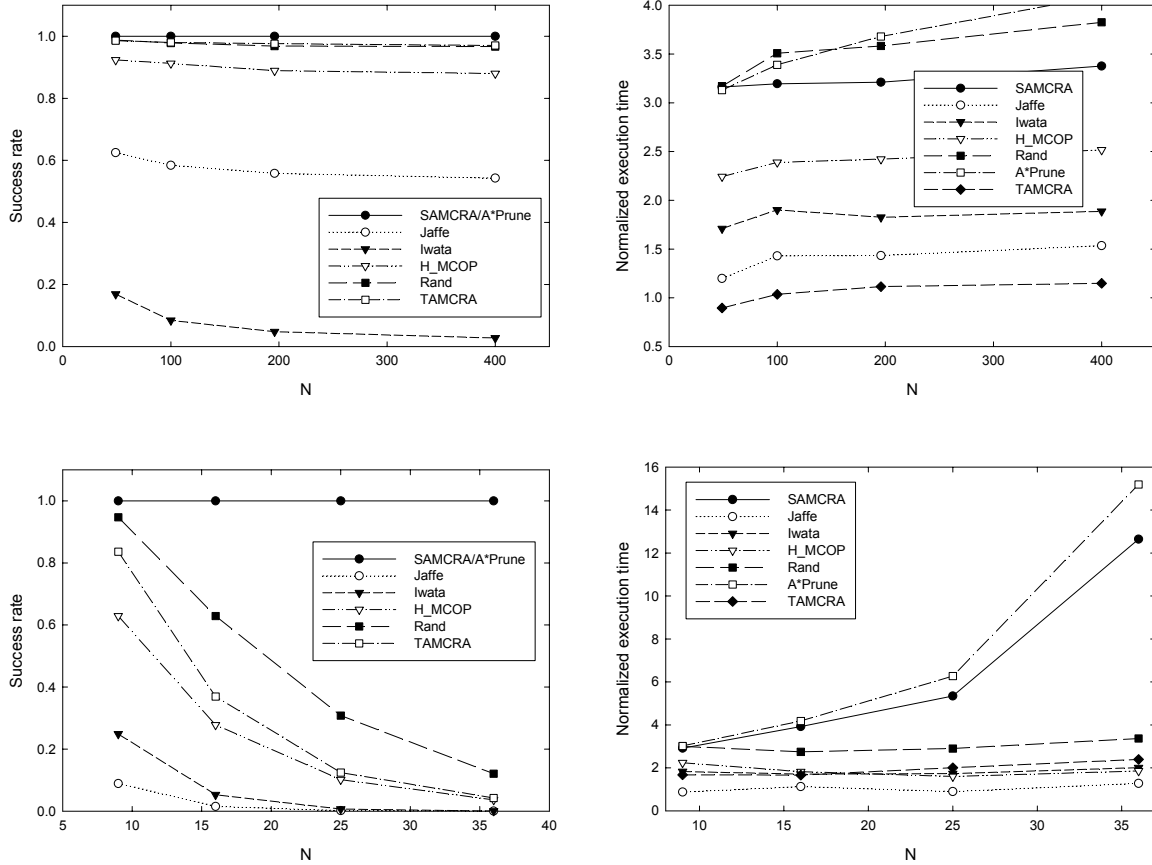 Success rate
1.0
0.8
0.6
0.4
0.2
0.0
0 100 200 300 400
N
SAMCRA/A*Prune
Jaffe
Iwata
H_MCOP
Rand
TAMCRA
Normalized execution time
4.0
3.5
3.0
2.5
2.0
1.5
1.0
0.5
0 100 200 300 400
N
SAMCRA
Jaffe
Iwata
H_MCOP
Rand
A*Prune
TAMCRA
Success rate
1.0
0.8
0.6
0.4
0.2
0.0
5 10 15 20 25 30 35 40
N
SAMCRA/A*Prune
Jaffe
Iwata
H_MCOP
Rand
TAMCRA
Normalized execution time
16
14
12
10
8
6
4
2
0
10 15 20 25 30 35
N
SAMCRA
Jaffe
Iwata
H_MCOP
Rand
A*Prune
TAMCRA